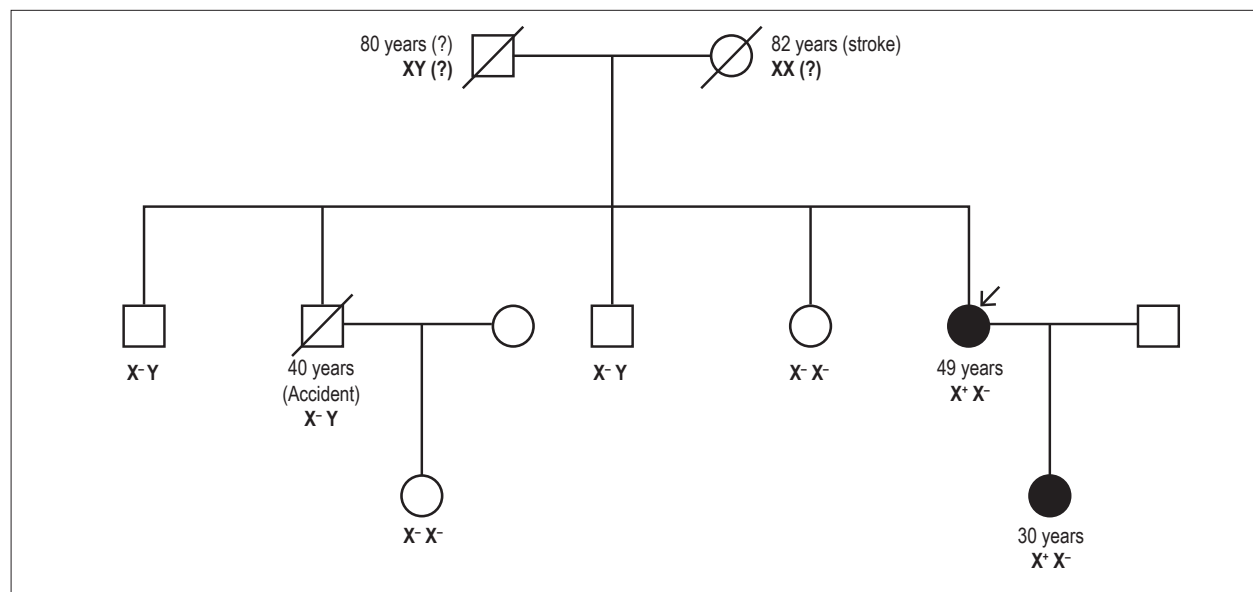 80 years (?)
XY (?)
82 years (stroke)
XX (?)
X⁻ Y
40 years
(Accident)
X⁻ Y
X⁻ Y
X⁻ X⁻
49 years
X⁺ X⁻
X⁻ X⁻
30 years
X⁺ X⁻